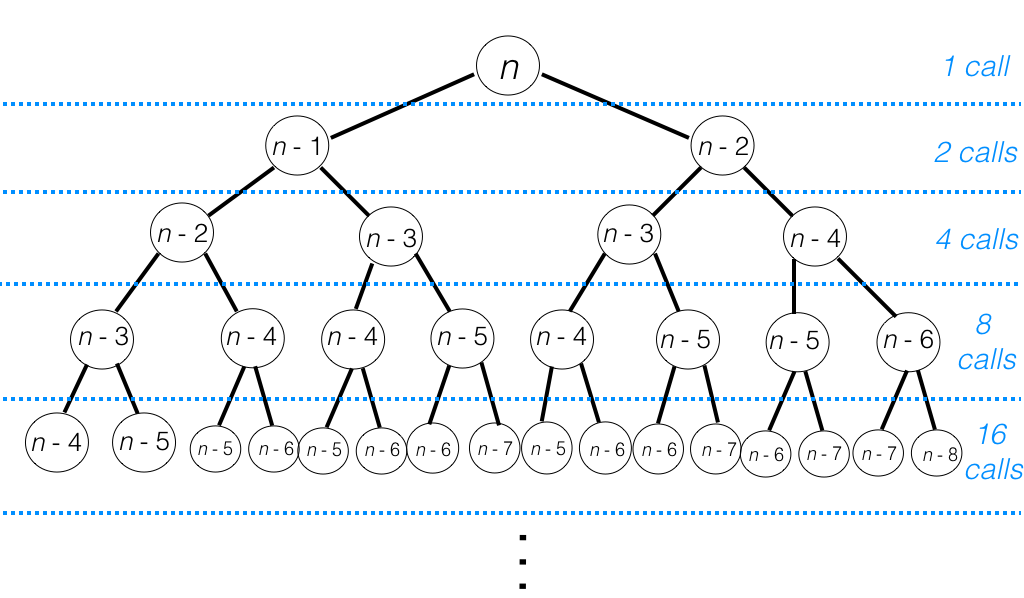 n
1 call
n - 1
n - 2
2 calls
n - 2
n - 3
n - 3
n - 4
4 calls
n - 3
n - 4
n - 4
n - 5
n - 4
n - 5
n - 5
n - 6
8
calls
n - 4
n - 5
n - 5
n - 6
n - 5
n - 6
n - 6
n - 7
n - 5
n - 6
n - 6
n - 7
n - 6
n - 7
n - 7
n - 8
16
calls